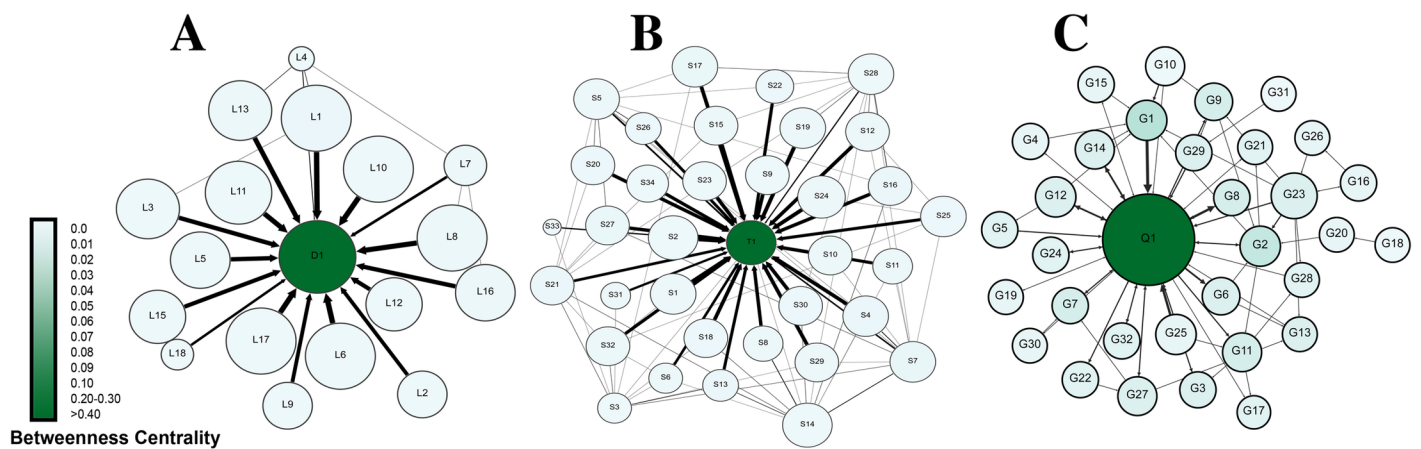 A
B
C
L4
L13
L1
L10
L7
L11
L3
L8
D1
L5
L16
L12
L15
L18
L17
L6
L2
L9
S17
S28
S22
S5
S26
S15
S19
S12
S20
S34
S23
S9
S16
S24
S25
S33
S27
S2
T1
S10
S11
S21
S31
S1
S30
S4
S32
S18
S8
S29
S7
S6
S13
S3
S14
G10
G15
G9
G31
G1
G4
G14
G29
G21
G26
G16
G12
G8
G23
G5
Q1
G2
G20
G18
G24
G28
G19
G7
G6
G25
G13
G30
G32
G11
G22
G27
G3
G17
0.0
0.01
0.02
0.03
0.04
0.05
0.06
0.07
0.08
0.09
0.10
0.20-0.30
>0.40
Betweenness Centrality